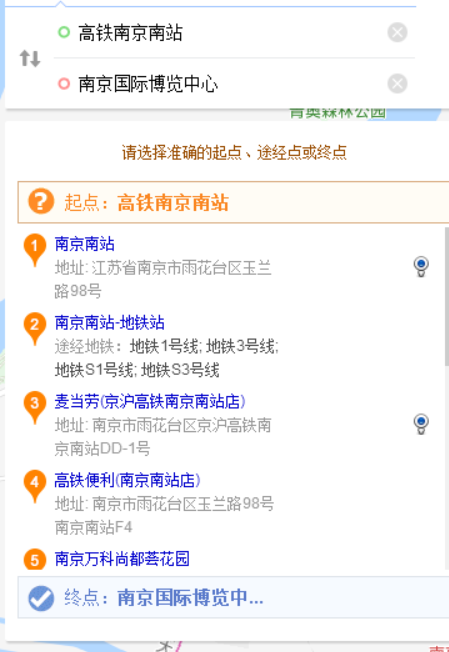 高铁南京南站
南京国际博览中心
青奥森林公园
请选择准确的起点、途经点或终点
起点：高铁南京南站
1 南京南站
地址: 江苏省南京市雨花台区玉兰
路98号
2 南京南站-地铁站
途经地铁：地铁1号线; 地铁3号线;
地铁S1号线; 地铁S3号线
3 麦当劳(京沪高铁南京南站店)
地址: 南京市雨花台区京沪高铁南
京南站DD-1号
4 高铁便利(南京南站店)
地址: 南京市雨花台区玉兰路98号
南京南站F4
5 南京万科尚都荟花园
终点：南京国际博览中...